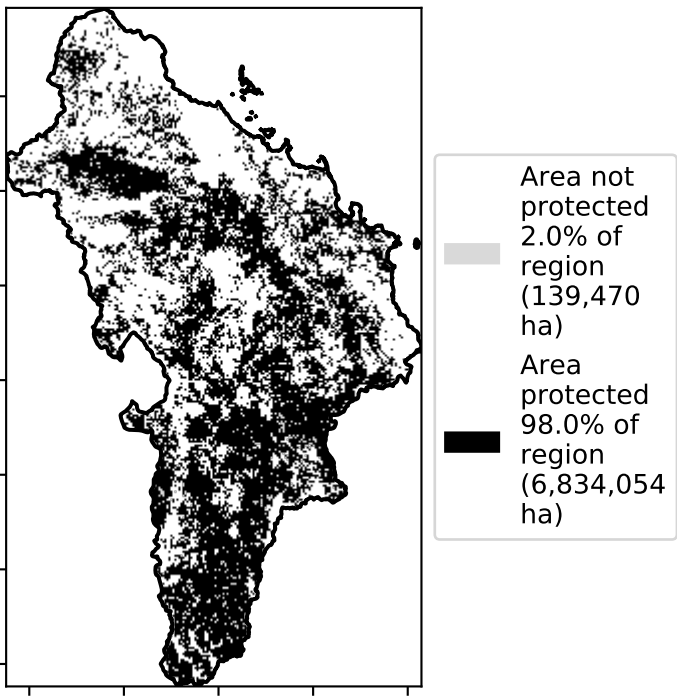 Area not
protected
2.0% of
region
(139,470
ha)
Area
protected
98.0% of
region
(6,834,054
ha)